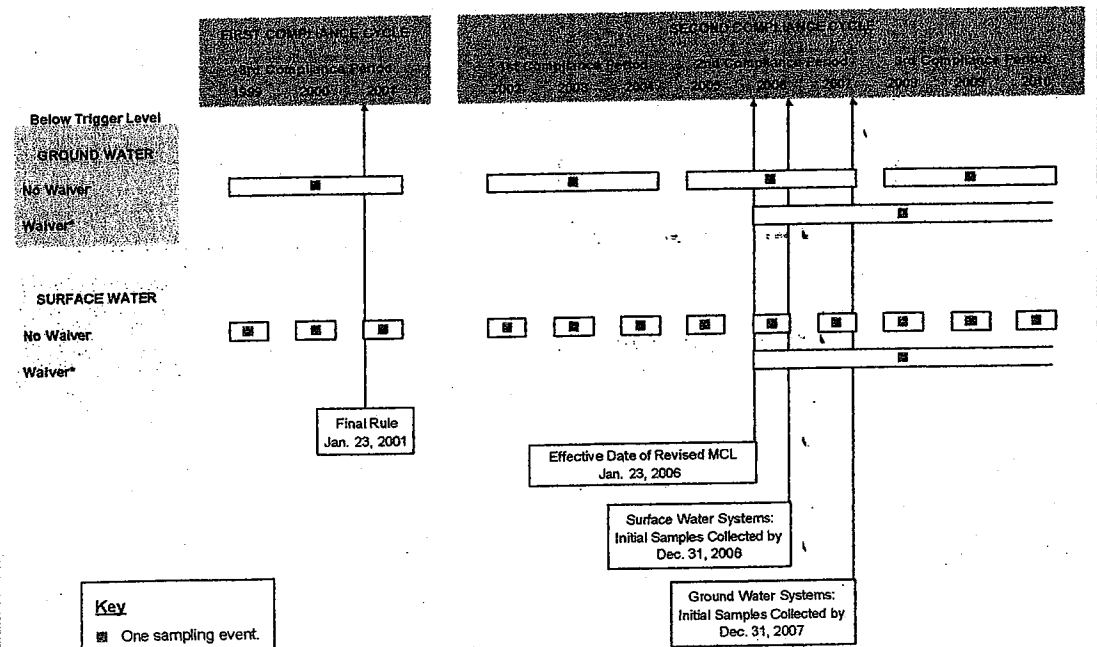 FIRST COMPLIANCE CYCLE
SECOND COMPLIANCE CYCLE
3rd Compliance Period
1st Compliance Period
2nd Compliance Period
3rd Compliance Period
1999 2000 2001
2002 2003 2004 2005 2006 2007 2008 2009 2010
Below Trigger Level
GROUND WATER
No Waiver
Waiver*
SURFACE WATER
No Waiver
Waiver*
Final Rule
Jan. 23, 2001
Effective Date of Revised MCL
Jan. 23, 2006
Surface Water Systems:
Initial Samples Collected by
Dec. 31, 2006
Ground Water Systems:
Initial Samples Collected by
Dec. 31, 2007
Key
One sampling event.